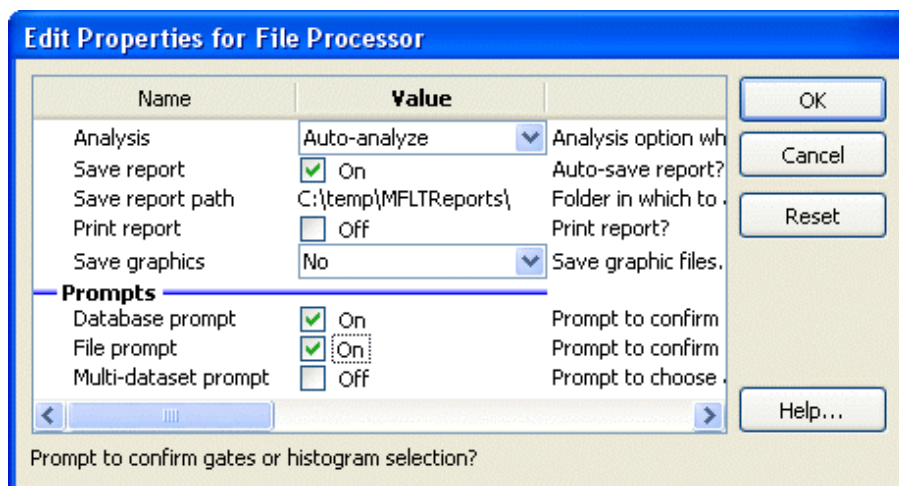 Edit Properties for File Processor
Name Value
Analysis Auto-analyze Analysis option wh
Save report On Auto-save report?
Save report path C:\temp\MFLTReports\ Folder in which to
Print report Off Print report?
Save graphics No Save graphic files.
Prompts
Database prompt On Prompt to confirm
File prompt On Prompt to confirm
Multi-dataset prompt Off Prompt to choose
Prompt to confirm gates or histogram selection?
OK
Cancel
Reset
Help...